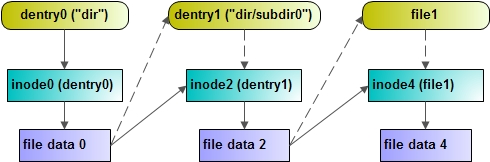 dentry0 ("dir")
dentry1 ("dir/subdir0")
file1
inode0 (dentry0)
inode2 (dentry1)
inode4 (file1)
file data 0
file data 2
file data 4